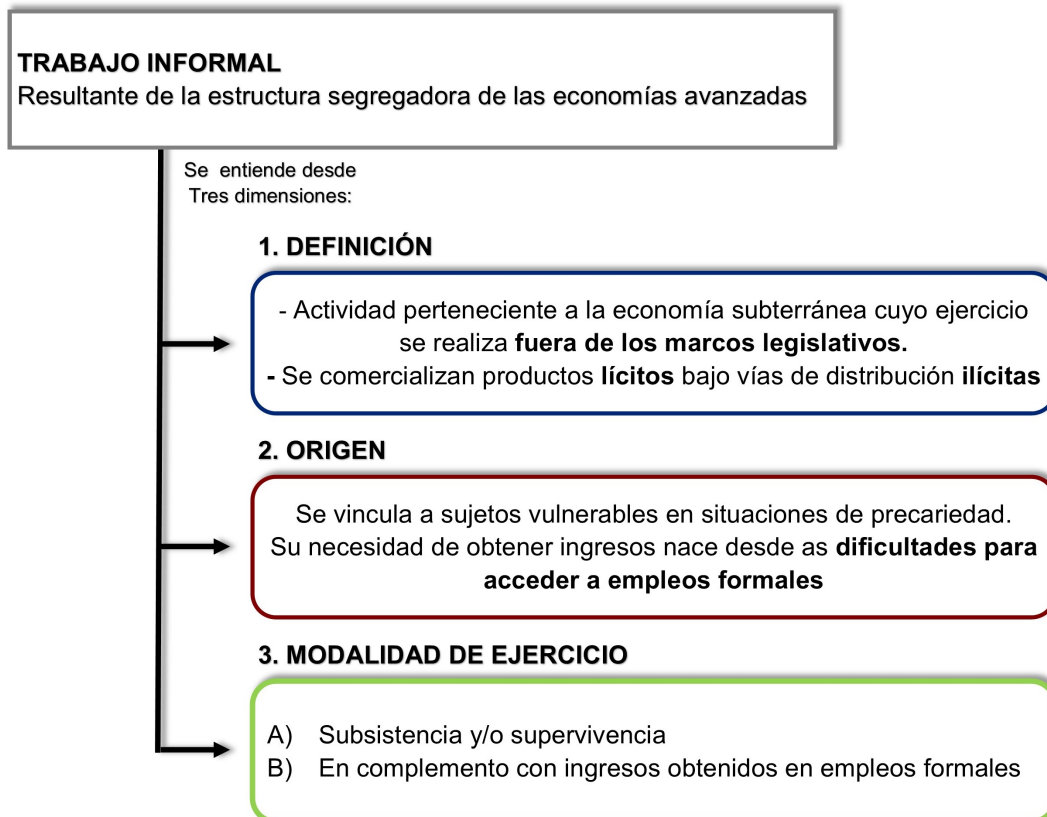 TRABAJO INFORMAL
Resultante de la estructura segregadora de las economías avanzadas
Se entiende desde
Tres dimensiones:
1. DEFINICIÓN
- Actividad perteneciente a la economía subterránea cuyo ejercicio
se realiza fuera de los marcos legislativos.
- Se comercializan productos lícitos bajo vías de distribución ilícitas
2. ORIGEN
Se vincula a sujetos vulnerables en situaciones de precariedad.
Su necesidad de obtener ingresos nace desde as dificultades para
acceder a empleos formales
3. MODALIDAD DE EJERCICIO
A) Subsistencia y/o supervivencia
B) En complemento con ingresos obtenidos en empleos formales